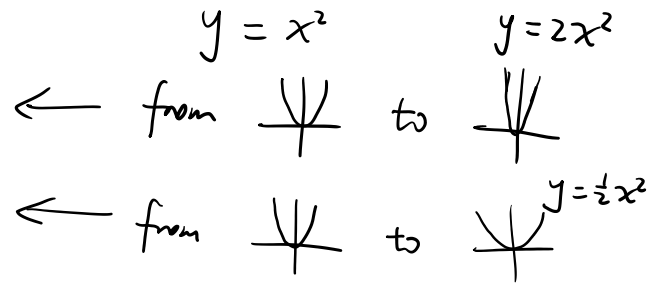 y = x² y = 2x²
← from to
← from to y = ½x²